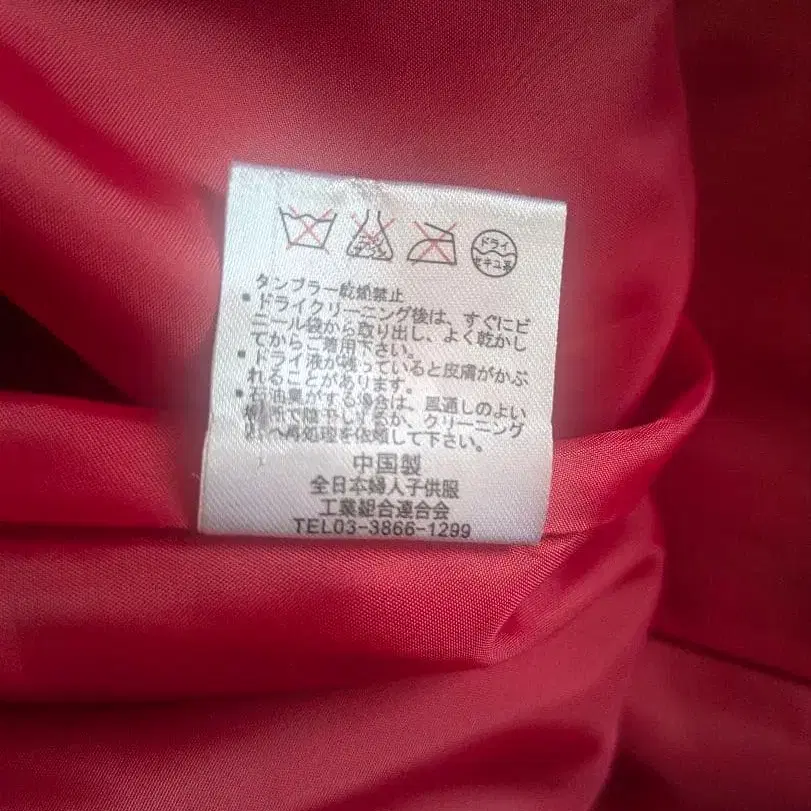 ドライ
セキユ系
タンブラー乾燥禁止
・ドライクリーニング後は、すぐにビ
ニール袋から取り出し、よく乾かし
てからご着用下さい。
・ドライ液が残っていると皮膚がかぶ
れることがあります。
・石油臭がする場合は、風通しのよい
場所で陰干しするか、クリーニング
店へ再処理を依頼して下さい。
中国製
全日本婦人子供服
工業組合連合会
TEL03-3866-1299